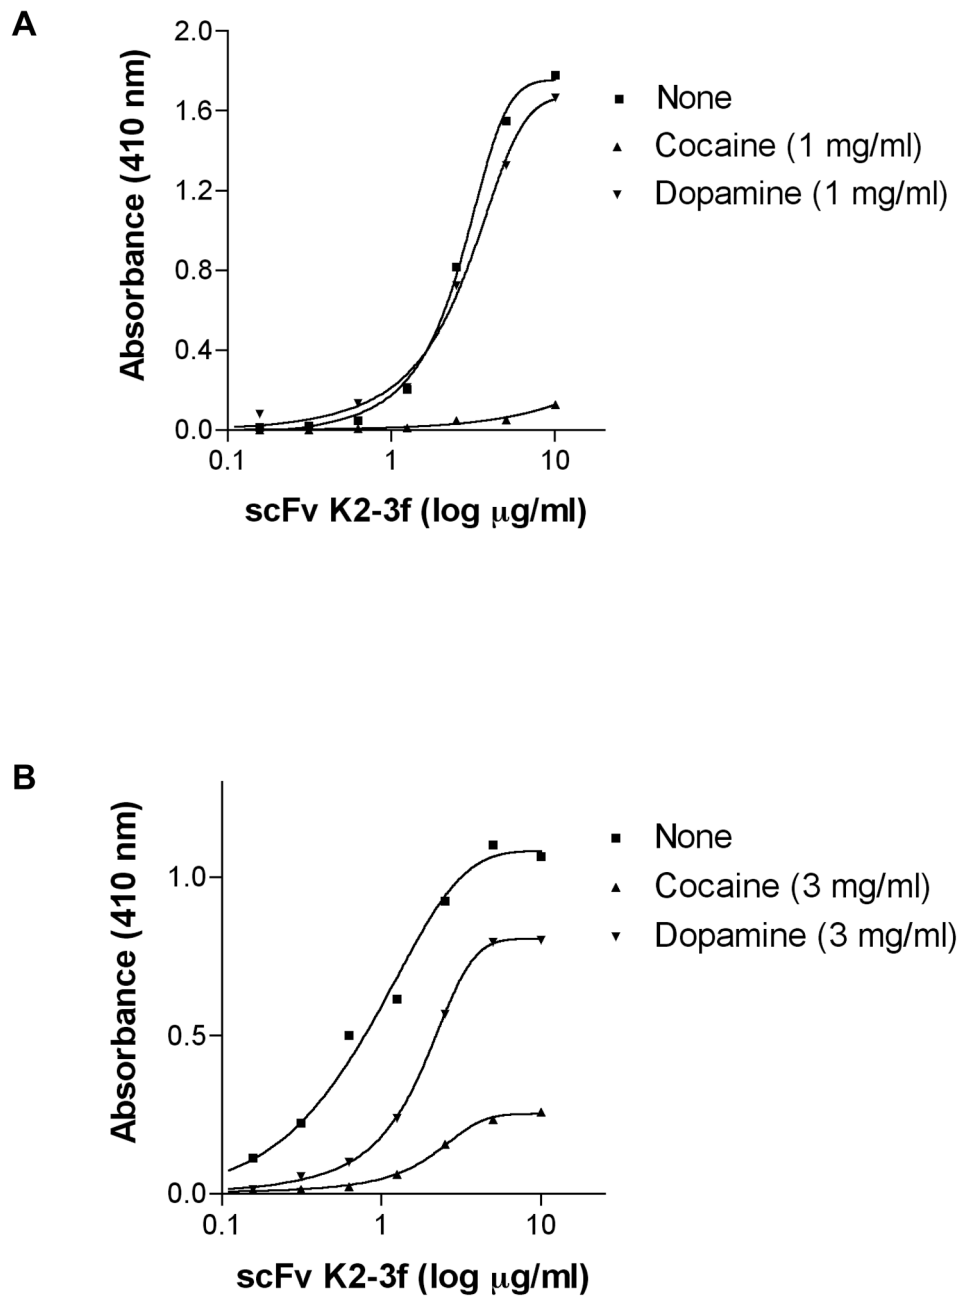 A
Absorbance (410 nm)
2.0
1.6
1.2
0.8
0.4
0.0
0.1
1
10
scFv K2-3f (log μg/ml)
None
Cocaine (1 mg/ml)
Dopamine (1 mg/ml)
B
Absorbance (410 nm)
1.0
0.5
0.0
0.1
1
10
scFv K2-3f (log μg/ml)
None
Cocaine (3 mg/ml)
Dopamine (3 mg/ml)